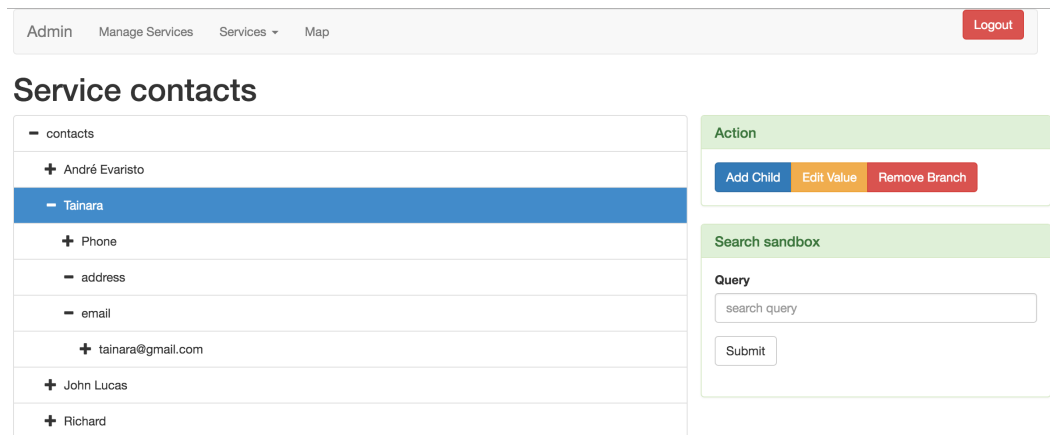 Admin Manage Services Services Map Logout
Service contacts
contacts
André Evaristo
Tainara
Phone
address
email
tainara@gmail.com
John Lucas
Richard
Action
Add Child Edit Value Remove Branch
Search sandbox
Query
search query
Submit